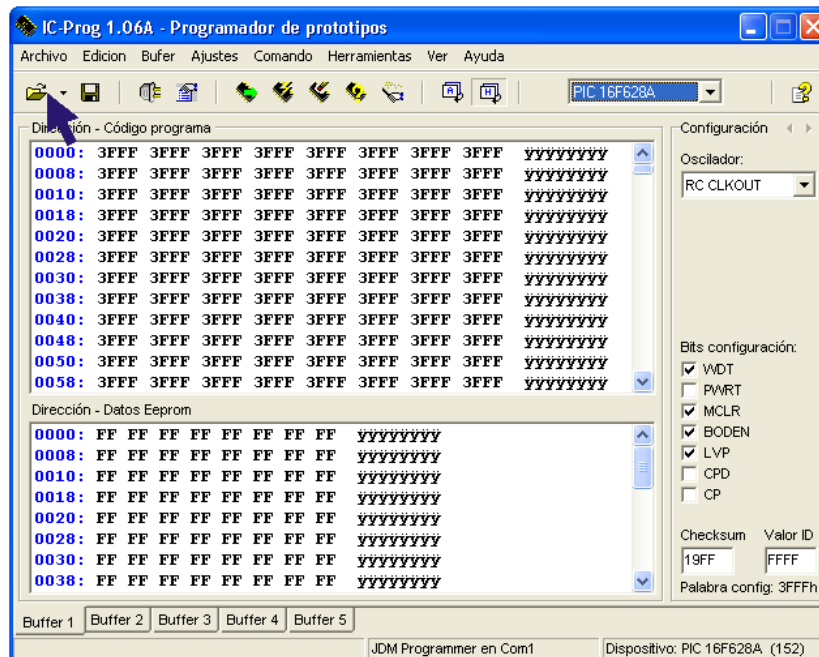 IC-Prog 1.06A - Programador de prototipos
Archivo Edicion Bufer Ajustes Comando Herramientas Ver Ayuda
PIC 16F628A
Dirección - Código programa
0000: 3FFF 3FFF 3FFF 3FFF 3FFF 3FFF 3FFF 3FFF ÿÿÿÿÿÿÿÿ
0008: 3FFF 3FFF 3FFF 3FFF 3FFF 3FFF 3FFF 3FFF ÿÿÿÿÿÿÿÿ
0010: 3FFF 3FFF 3FFF 3FFF 3FFF 3FFF 3FFF 3FFF ÿÿÿÿÿÿÿÿ
0018: 3FFF 3FFF 3FFF 3FFF 3FFF 3FFF 3FFF 3FFF ÿÿÿÿÿÿÿÿ
0020: 3FFF 3FFF 3FFF 3FFF 3FFF 3FFF 3FFF 3FFF ÿÿÿÿÿÿÿÿ
0028: 3FFF 3FFF 3FFF 3FFF 3FFF 3FFF 3FFF 3FFF ÿÿÿÿÿÿÿÿ
0030: 3FFF 3FFF 3FFF 3FFF 3FFF 3FFF 3FFF 3FFF ÿÿÿÿÿÿÿÿ
0038: 3FFF 3FFF 3FFF 3FFF 3FFF 3FFF 3FFF 3FFF ÿÿÿÿÿÿÿÿ
0040: 3FFF 3FFF 3FFF 3FFF 3FFF 3FFF 3FFF 3FFF ÿÿÿÿÿÿÿÿ
0048: 3FFF 3FFF 3FFF 3FFF 3FFF 3FFF 3FFF 3FFF ÿÿÿÿÿÿÿÿ
0050: 3FFF 3FFF 3FFF 3FFF 3FFF 3FFF 3FFF 3FFF ÿÿÿÿÿÿÿÿ
0058: 3FFF 3FFF 3FFF 3FFF 3FFF 3FFF 3FFF 3FFF ÿÿÿÿÿÿÿÿ
Dirección - Datos Eeprom
0000: FF FF FF FF FF FF FF FF ÿÿÿÿÿÿÿÿ
0008: FF FF FF FF FF FF FF FF ÿÿÿÿÿÿÿÿ
0010: FF FF FF FF FF FF FF FF ÿÿÿÿÿÿÿÿ
0018: FF FF FF FF FF FF FF FF ÿÿÿÿÿÿÿÿ
0020: FF FF FF FF FF FF FF FF ÿÿÿÿÿÿÿÿ
0028: FF FF FF FF FF FF FF FF ÿÿÿÿÿÿÿÿ
0030: FF FF FF FF FF FF FF FF ÿÿÿÿÿÿÿÿ
0038: FF FF FF FF FF FF FF FF ÿÿÿÿÿÿÿÿ
Configuración
Oscilador:
RC CLKOUT
Bits configuración:
WDT
PWRT
MCLR
BODEN
LVP
CPD
CP
Checksum Valor ID
19FF FFFF
Palabra config: 3FFFh
Buffer 1 Buffer 2 Buffer 3 Buffer 4 Buffer 5
JDM Programmer en Com1 Dispositivo: PIC 16F628A (152)